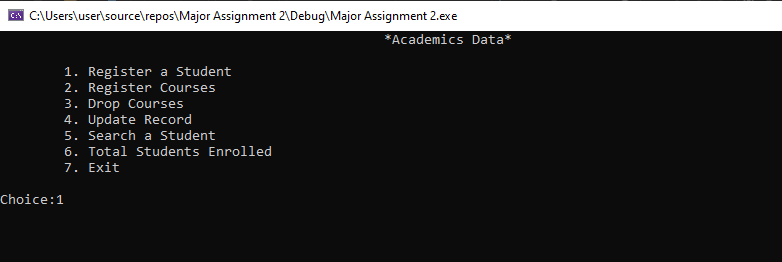 C:\Users\user\source\repos\Major Assignment 2\Debug\Major Assignment 2.exe
*Academics Data*
1. Register a Student
2. Register Courses
3. Drop Courses
4. Update Record
5. Search a Student
6. Total Students Enrolled
7. Exit
Choice:1